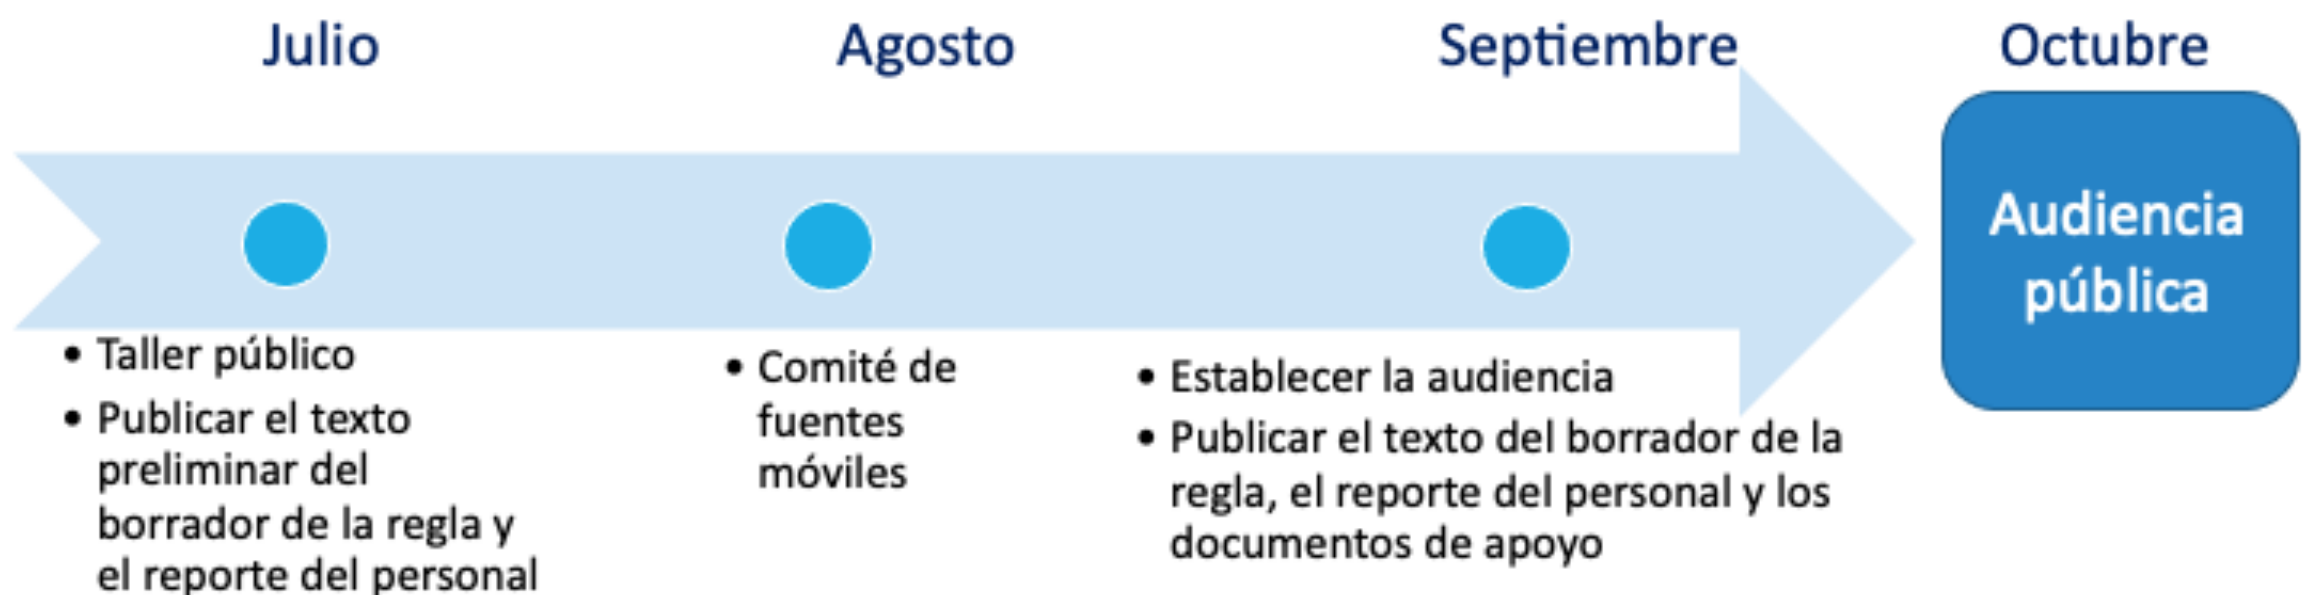 Julio
Agosto
Septiembre
Octubre
• Taller público
• Publicar el texto
preliminar del
borrador de la regla y
el reporte del personal
• Comité de
fuentes
móviles
• Establecer la audiencia
• Publicar el texto del borrador de la
regla, el reporte del personal y los
documentos de apoyo
Audiencia
pública